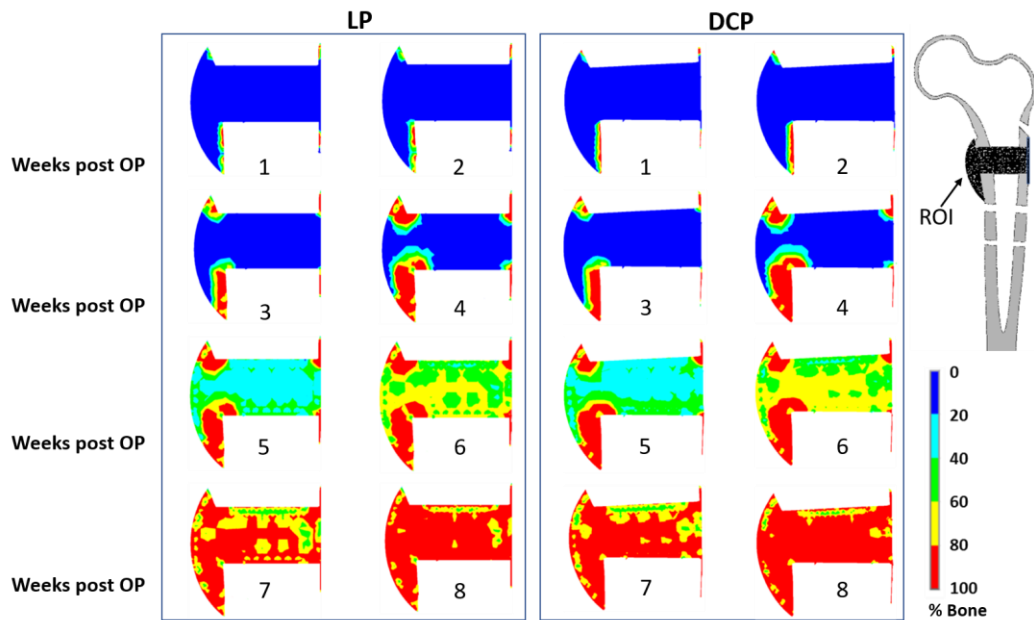 LP DCP
Weeks post OP 1 2 1 2
ROI
Weeks post OP 3 4 3 4
Weeks post OP 5 6 5 6
Weeks post OP 7 8 7 8
0
20
40
60
80
100
% Bone